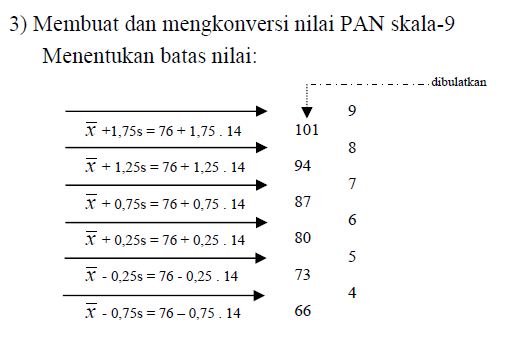 3) Membuat dan mengkonversi nilai PAN skala-9
Menentukan batas nilai:
dibulatkan
9
x̅ +1,75s = 76 + 1,75 . 14 101
8
x̅ + 1,25s = 76 + 1,25 . 14 94
7
x̅ + 0,75s = 76 + 0,75 . 14 87
6
x̅ + 0,25s = 76 + 0,25 . 14 80
5
x̅ - 0,25s = 76 - 0,25 . 14 73
4
x̅ - 0,75s = 76 – 0,75 . 14 66